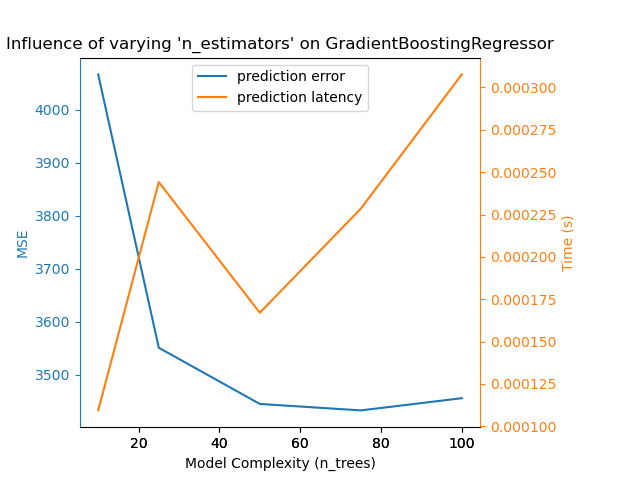 Influence of varying 'n_estimators' on GradientBoostingRegressor
prediction error
prediction latency
MSE
4000
3900
3800
3700
3600
3500
0.000300
0.000275
0.000250
0.000225
0.000200
0.000175
0.000150
0.000125
0.000100
Time (s)
20 40 60 80 100
Model Complexity (n_trees)